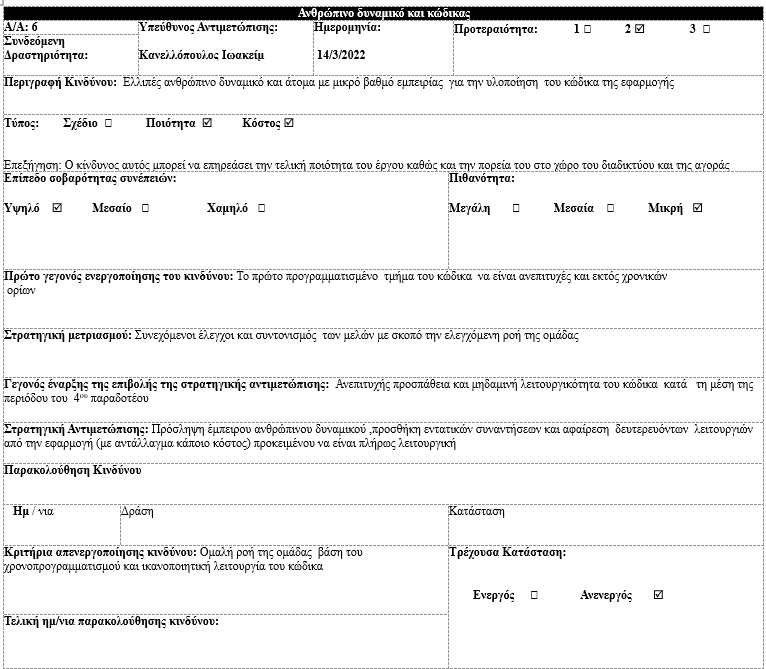 Ανθρώπινο δυναμικό και κώδικας
Α/Α: 6
Υπεύθυνος Αντιμετώπισης:
Ημερομηνία:
Προτεραιότητα: 1 ☐ 2 ☑ 3 ☐
Συνδεόμενη
Δραστηριότητα:
Κανελλόπουλος Ιωακείμ
14/3/2022
Περιγραφή Κινδύνου: Ελλιπές ανθρώπινο δυναμικό και άτομα με μικρό βαθμό εμπειρίας για την υλοποίηση του κώδικα της εφαρμογής
Τύπος: Σχέδιο ☐ Ποιότητα ☑ Κόστος ☑
Επεξήγηση: Ο κίνδυνος αυτός μπορεί να επηρεάσει την τελική ποιότητα του έργου καθώς και την πορεία του στο χώρο του διαδικτύου και της αγοράς
Επίπεδο σοβαρότητας συνέπειών:
Υψηλό ☑ Μεσαίο ☐ Χαμηλό ☐
Πιθανότητα:
Μεγάλη ☐ Μεσαία ☐ Μικρή ☑
Πρώτο γεγονός ενεργοποίησης του κινδύνου: Το πρώτο προγραμματισμένο τμήμα του κώδικα να είναι ανεπιτυχές και εκτός χρονικών
ορίων
Στρατηγική μετριασμού: Συνεχόμενοι έλεγχοι και συντονισμός των μελών με σκοπό την ελεγχόμενη ροή της ομάδας
Γεγονός έναρξης της επιβολής της στρατηγικής αντιμετώπισης: Ανεπιτυχής προσπάθεια και μηδαμινή λειτουργικότητα του κώδικα κατά τη μέση της
περιόδου του 4ου παραδοτέου
Στρατηγική Αντιμετώπισης: Πρόσληψη έμπειρου ανθρώπινου δυναμικού ,προσθήκη εντατικών συναντήσεων και αφαίρεση δευτερευόντων λειτουργιών
από την εφαρμογή (με αντάλλαγμα κάποιο κόστος) προκειμένου να είναι πλήρως λειτουργική
Παρακολούθηση Κινδύνου
Ημ / νια
Δράση
Κατάσταση
Κριτήρια απενεργοποίησης κινδύνου: Ομαλή ροή της ομάδας βάση του
χρονοπρογραμματισμού και ικανοποιητική λειτουργία του κώδικα
Τρέχουσα Κατάσταση:
Ενεργός ☐ Ανενεργός ☑
Τελική ημ/νια παρακολούθησης κινδύνου: